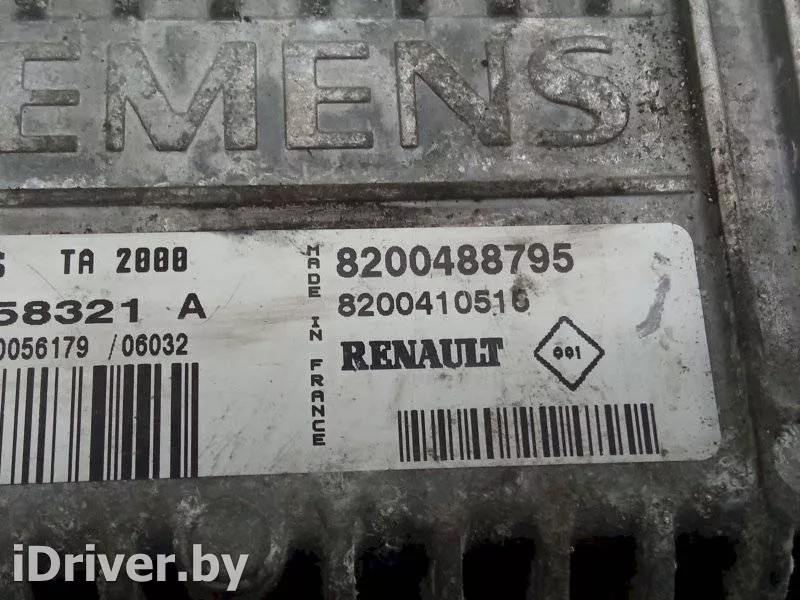 EMENS
S TA 2000
58321 A
0056179 / 06032
MADE IN FRANCE
8200488795
8200410516
RENAULT
001
iDriver.by